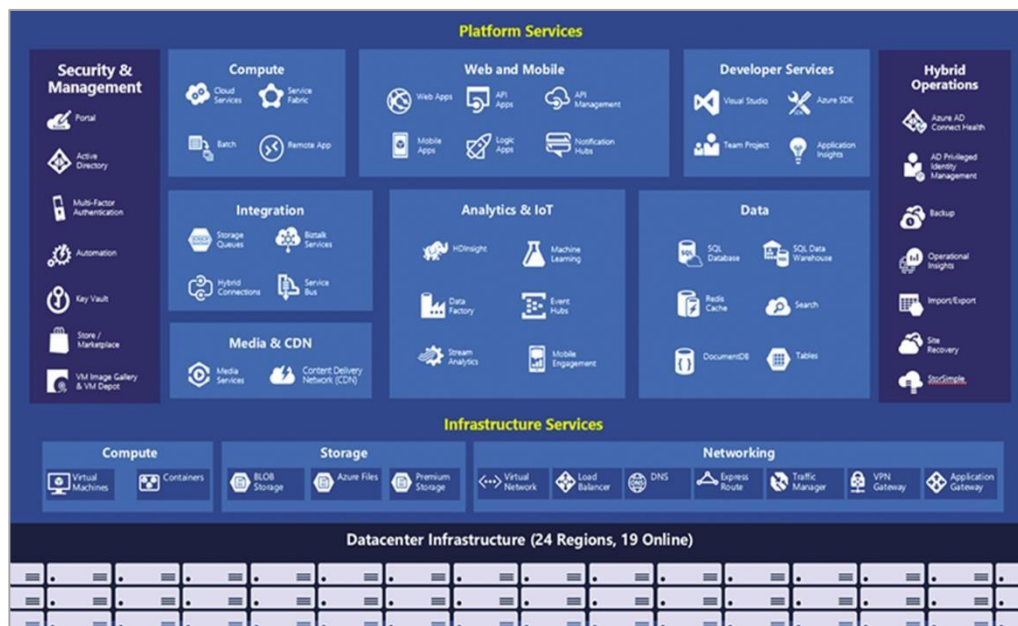 Platform Services
Security &
Management
Portal
Active
Directory
Multi-Factor
Authentication
Automation
Key Vault
Store /
Marketplace
VM Image Gallery
& VM Depot
Compute
Cloud
Services
Service
Fabric
Batch
Remote App
Web and Mobile
Web Apps
API
Apps
API
Management
Mobile
Apps
Logic
Apps
Notification
Hubs
Developer Services
Visual Studio
Azure SDK
Team Project
Application
Insights
Hybrid
Operations
Azure AD
Connect Health
AD Privileged
Identity
Management
Backup
Operational
Insights
Import/Export
Site
Recovery
StorSimple
Integration
Storage
Queues
Biztalk
Services
Hybrid
Connections
Service
Bus
Analytics & IoT
HDInsight
Machine
Learning
Data
Factory
Event
Hubs
Stream
Analytics
Mobile
Engagement
Data
SQL
SQL
Database
SQL
SQL Data
Warehouse
Redis
Cache
Search
DocumentDB
Tables
Media & CDN
Media
Services
Content Delivery
Network (CDN)
Infrastructure Services
Compute
Virtual
Machines
Containers
Storage
BLOB
Storage
Azure Files
Premium
Storage
Networking
Virtual
Network
Load
Balancer
DNS
DNS
Express
Route
Traffic
Manager
VPN
Gateway
Application
Gateway
Datacenter Infrastructure (24 Regions, 19 Online)